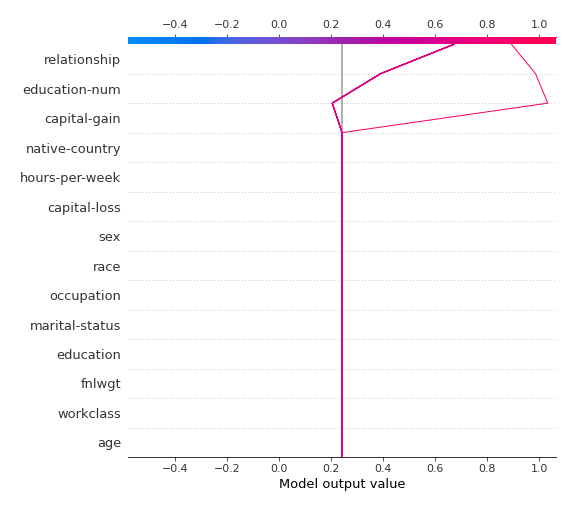 −0.4 −0.2 0.0 0.2 0.4 0.6 0.8 1.0
relationship
education-num
capital-gain
native-country
hours-per-week
capital-loss
sex
race
occupation
marital-status
education
fnlwgt
workclass
age
−0.4 −0.2 0.0 0.2 0.4 0.6 0.8 1.0
Model output value